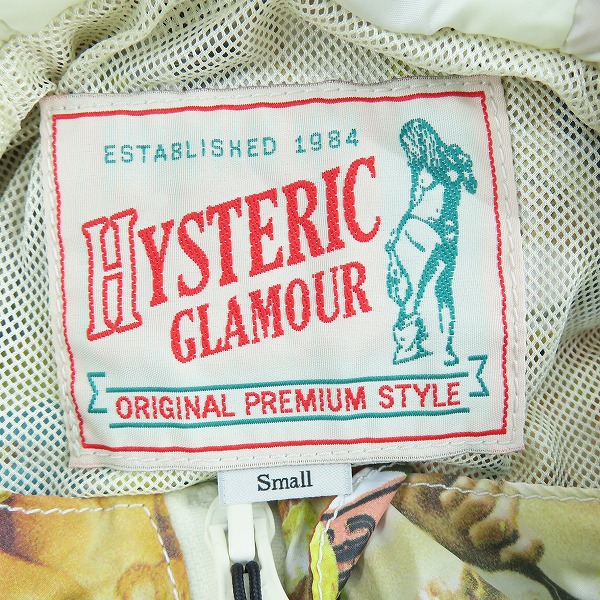 ESTABLISHED 1984
HYSTERIC
GLAMOUR
ORIGINAL PREMIUM STYLE
Small